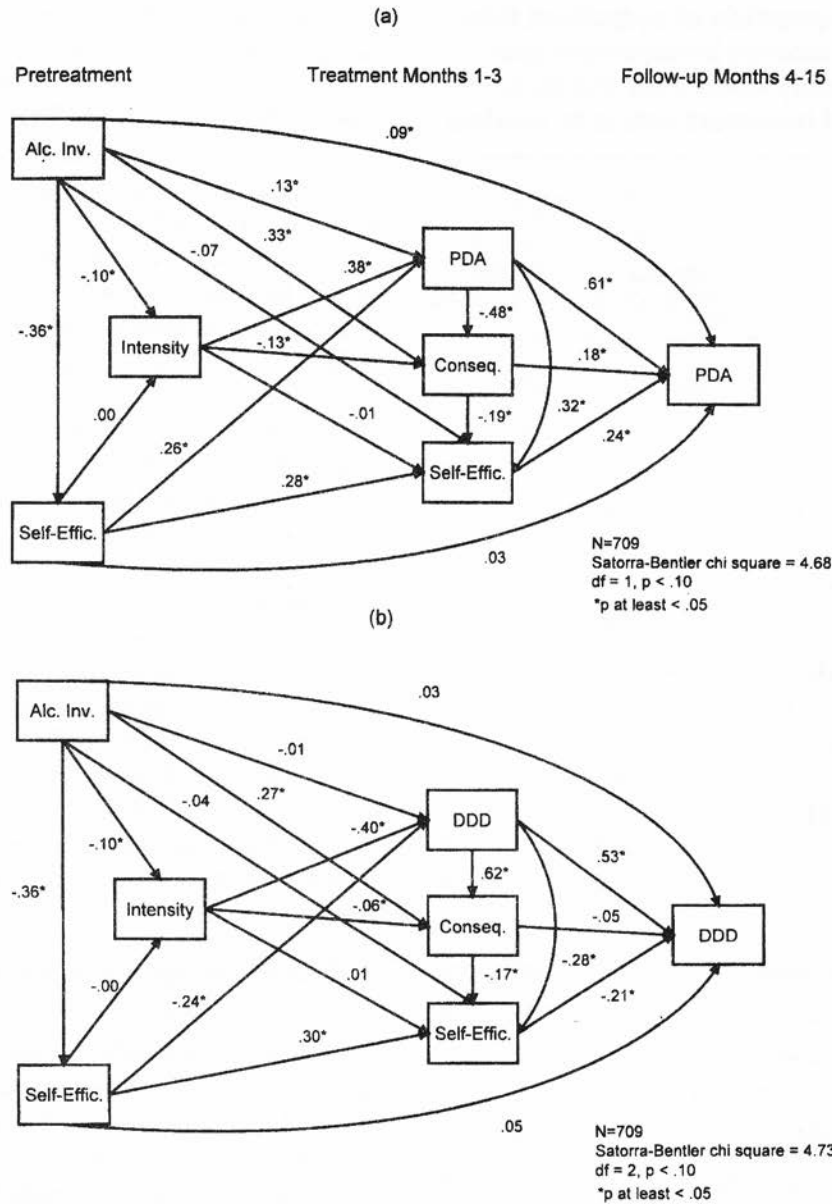 (a)
Pretreatment Treatment Months 1-3 Follow-up Months 4-15
Alc. Inv.
.09*
.13*
.33*
-.07
PDA
-.10*
.38*
.61*
-.36*
-.48*
Intensity
-.13*
Conseq.
.18*
PDA
-.01
-.19*
.32*
.00
.24*
.26*
Self-Effic.
.28*
Self-Effic.
.03
N=709
Satorra-Bentler chi square = 4.68
df = 1, p < .10
*p at least < .05
(b)
Alc. Inv.
.03
-.01
-.04
.27*
DDD
-.10*
-.40*
.53*
-.36*
.62*
Intensity
-.06*
Conseq.
-.05
DDD
.01
-.17*
-.28*
-.00
-.24*
-.21*
Self-Effic.
.30*
Self-Effic.
.05
N=709
Satorra-Bentler chi square = 4.73
df = 2, p < .10
*p at least < .05